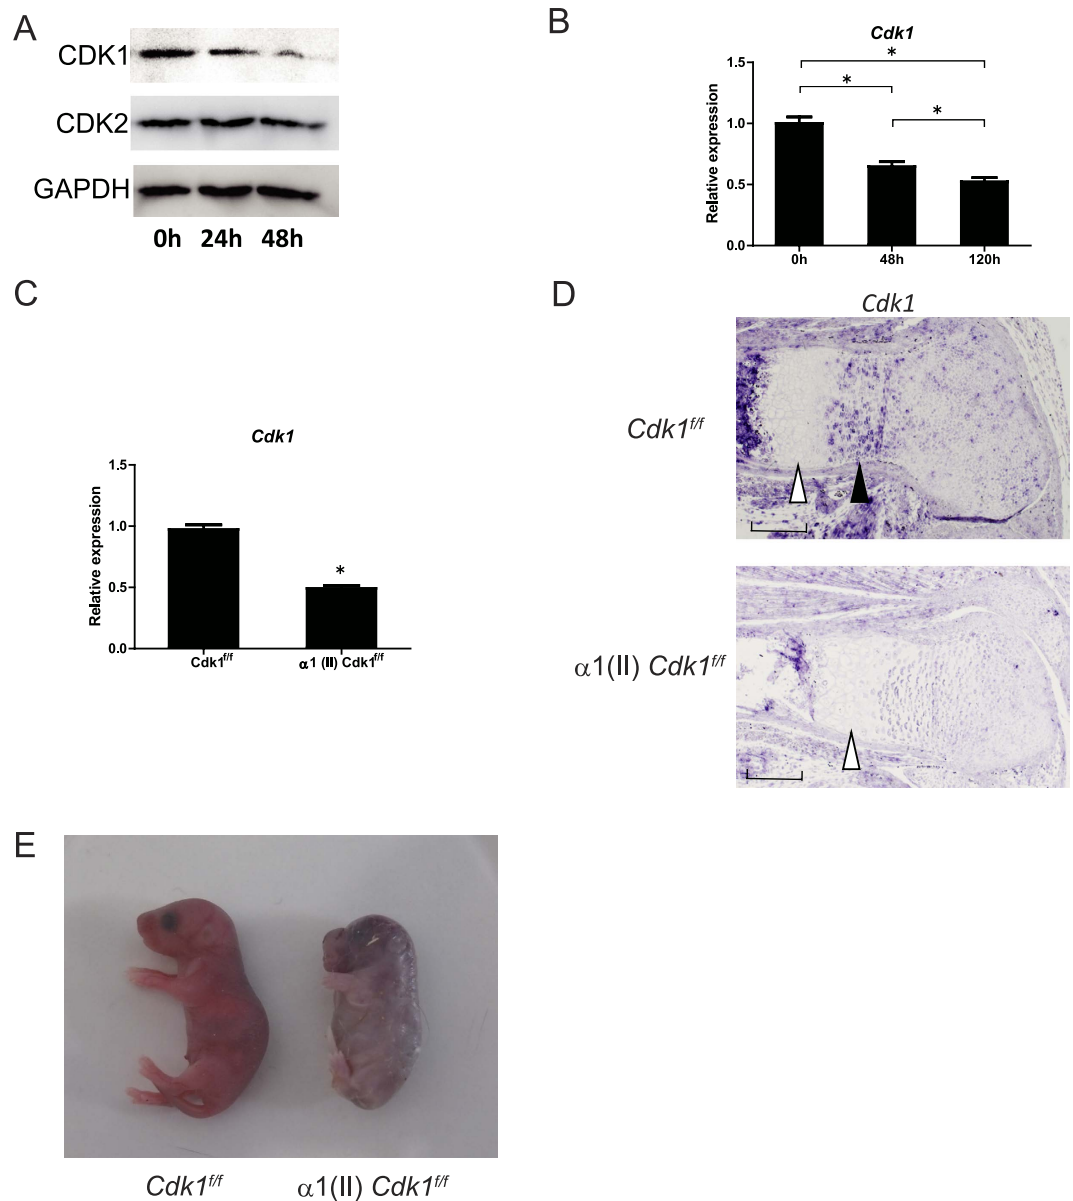 A
CDK1
CDK2
GAPDH
0h 24h 48h
B
Cdk1
Relative expression
1.5
1.0
0.5
0.0
*
*
*
0h 48h 120h
C
Cdk1
Relative expression
1.5
1.0
0.5
0.0
*
Cdk1f/f α1 (II) Cdk1f/f
D
Cdk1
Cdk1f/f
α1(II) Cdk1f/f
E
Cdk1f/f α1(II) Cdk1f/f